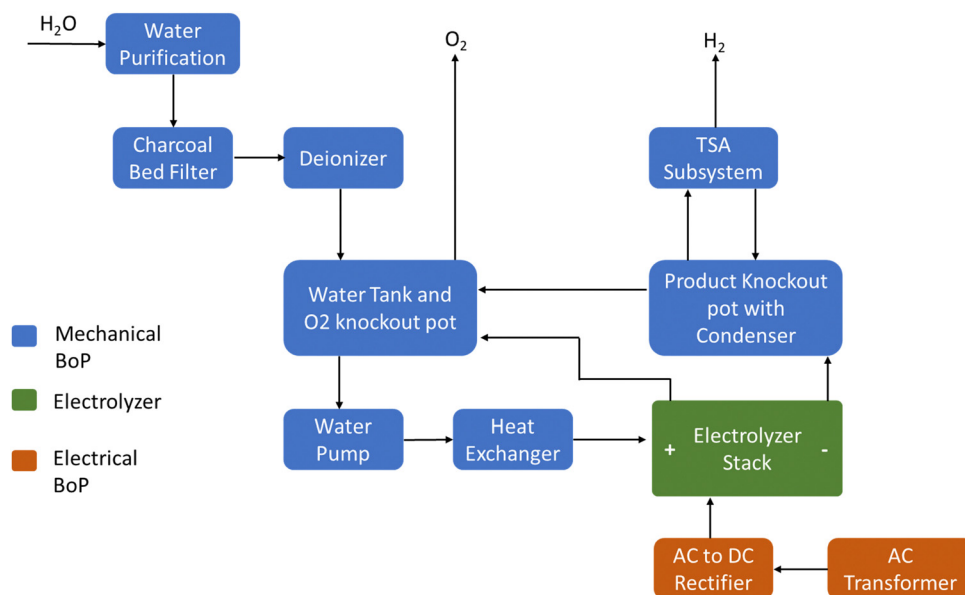 H₂O
Water
Purification
O₂
H₂
Charcoal
Bed Filter
Deionizer
TSA
Subsystem
Water Tank and
O2 knockout pot
Product Knockout
pot with
Condenser
Mechanical
BoP
Electrolyzer
Electrical
BoP
Water
Pump
Heat
Exchanger
+
Electrolyzer
Stack
-
AC to DC
Rectifier
AC
Transformer